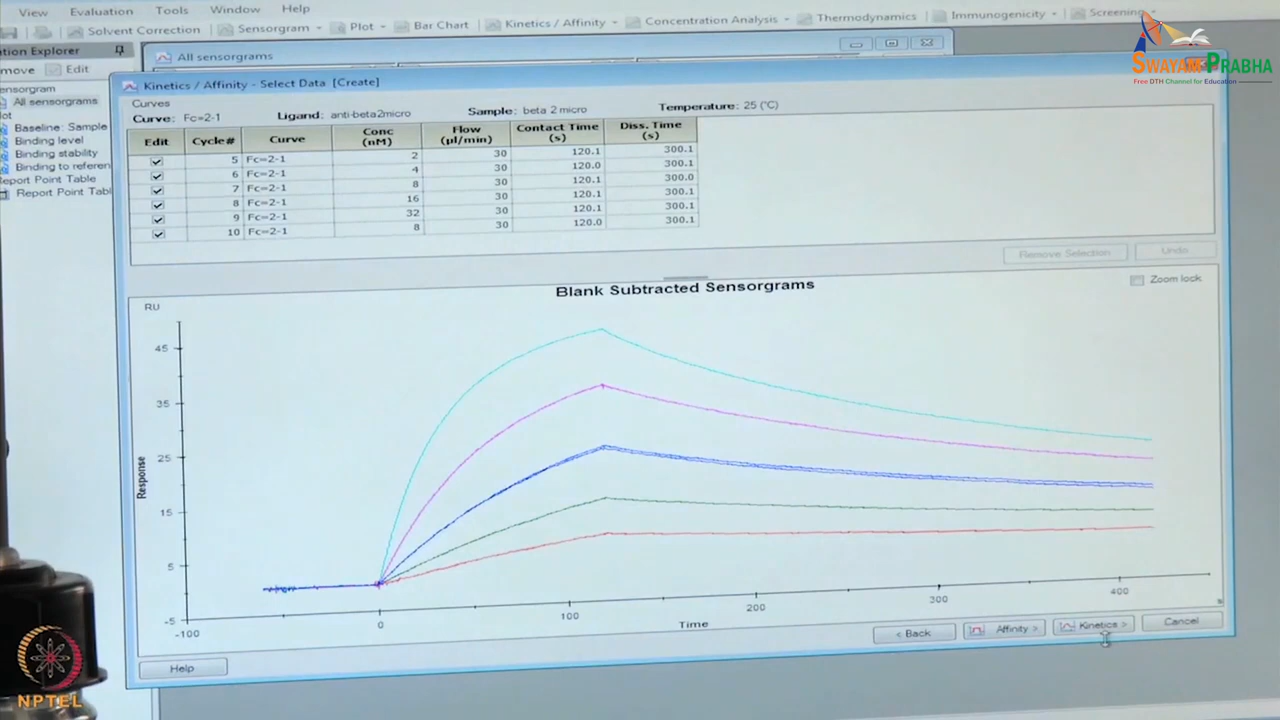 View Evaluation Tools Window Help
Solvent Correction Sensorgram Plot Bar Chart Kinetics / Affinity Concentration Analysis Thermodynamics Immunogenicity Screening
SWAYAM PRABHA
Free DTH Channel for Education
tion Explorer
move Edit
ensorgram
All sensorgrams
lot
Baseline: Sample
Binding level
Binding stability
Binding to referen
eport Point Table
Report Point Tabl
All sensorgrams
Kinetics / Affinity - Select Data [Create]
Curves
Curve: Fc=2-1 Ligand: anti-beta2micro Sample: beta 2 micro Temperature: 25 (°C)
Edit Cycle# Curve Conc (nM) Flow (µl/min) Contact Time (s) Diss. Time (s)
5 Fc=2-1 2 30 120.1 300.1
6 Fc=2-1 4 30 120.0 300.1
7 Fc=2-1 8 30 120.1 300.0
8 Fc=2-1 16 30 120.1 300.1
9 Fc=2-1 32 30 120.1 300.1
10 Fc=2-1 8 30 120.0 300.1
Remove Selection Undo
Blank Subtracted Sensorgrams
Zoom lock
RU
45
35
25
15
5
-5
Response
-100 0 100 200 300 400 s
Time
< Back Affinity > Kinetics > Cancel
Help
NPTEL